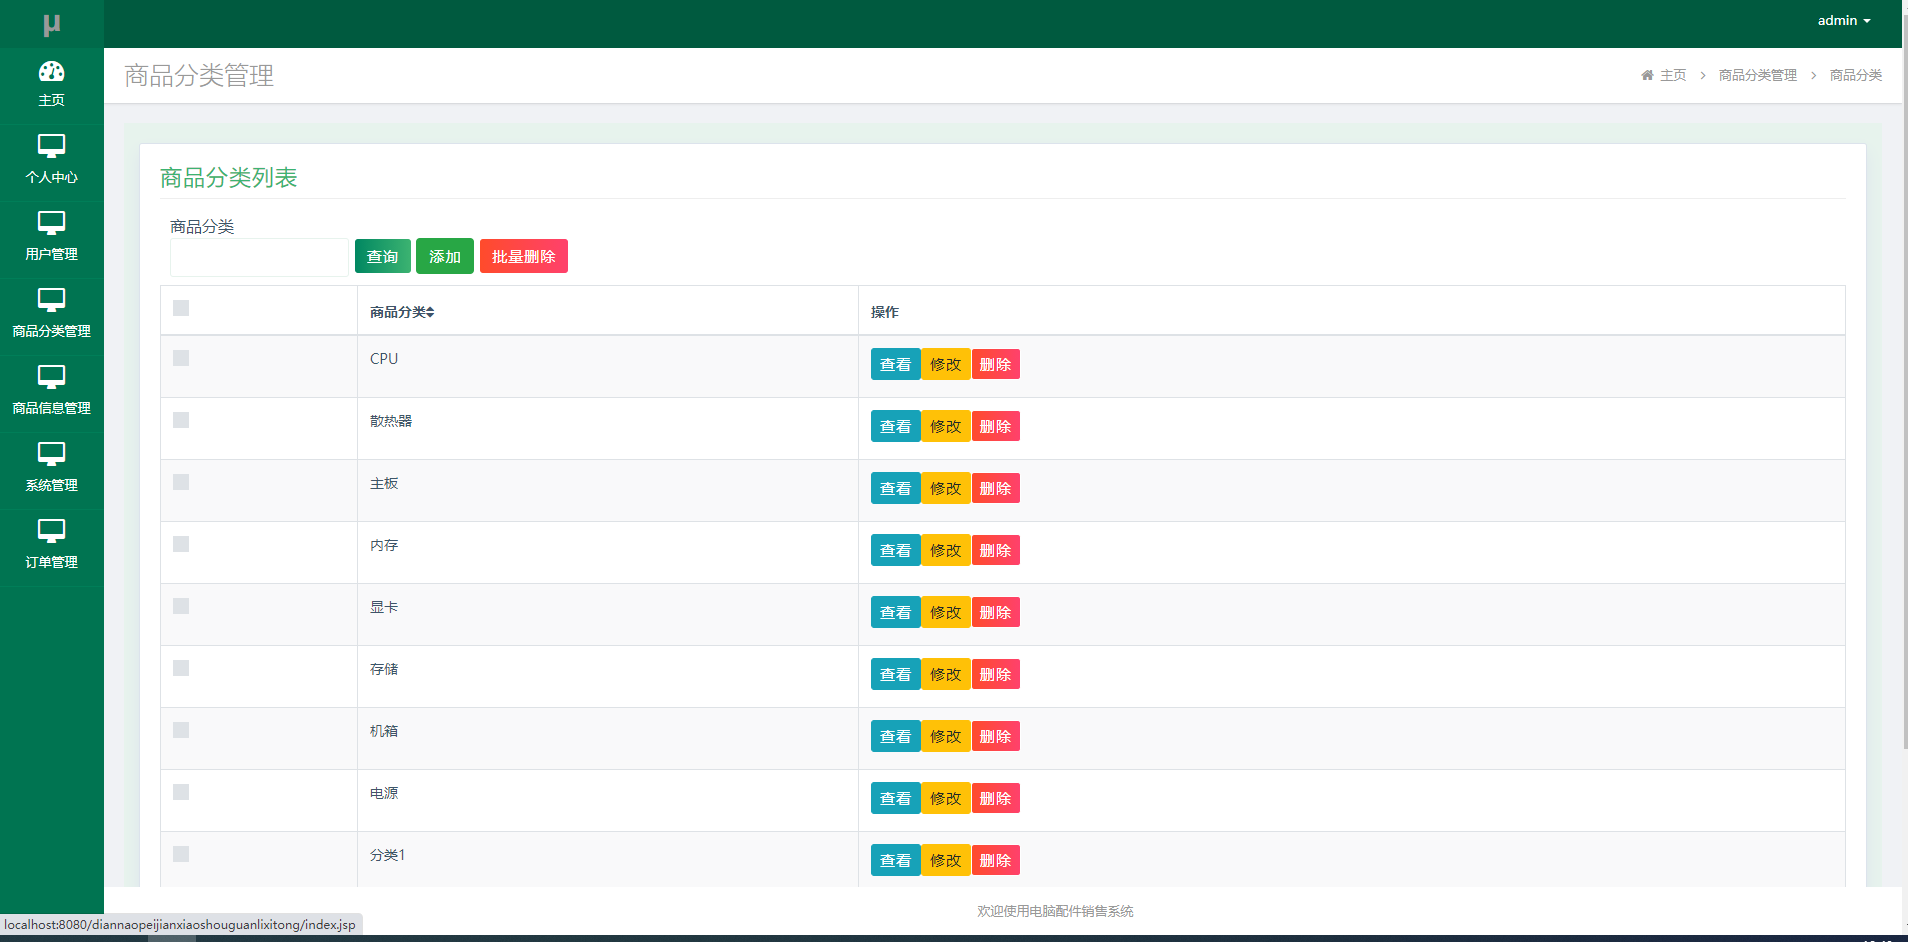 μ
admin
主页
个人中心
用户管理
商品分类管理
商品信息管理
系统管理
订单管理
商品分类管理
主页 > 商品分类管理 > 商品分类
商品分类列表
商品分类
查询 添加 批量删除
商品分类 操作
CPU 查看 修改 删除
散热器 查看 修改 删除
主板 查看 修改 删除
内存 查看 修改 删除
显卡 查看 修改 删除
存储 查看 修改 删除
机箱 查看 修改 删除
电源 查看 修改 删除
分类1 查看 修改 删除
欢迎使用电脑配件销售系统
localhost:8080/diannaopeijianxiaoshouguanlixitong/index.jsp